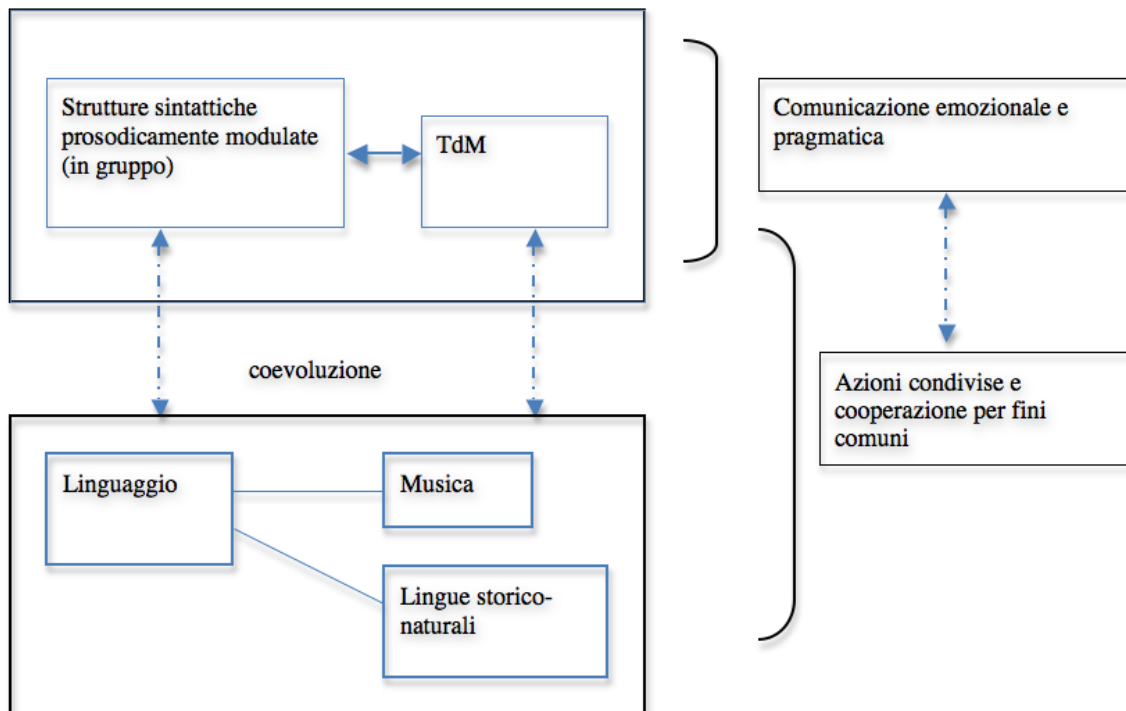 Strutture sintattiche
prosodicamente modulate
(in gruppo)
TdM
Comunicazione emozionale e
pragmatica
coevoluzione
Azioni condivise e
cooperazione per fini
comuni
Linguaggio
Musica
Lingue storico-
naturali